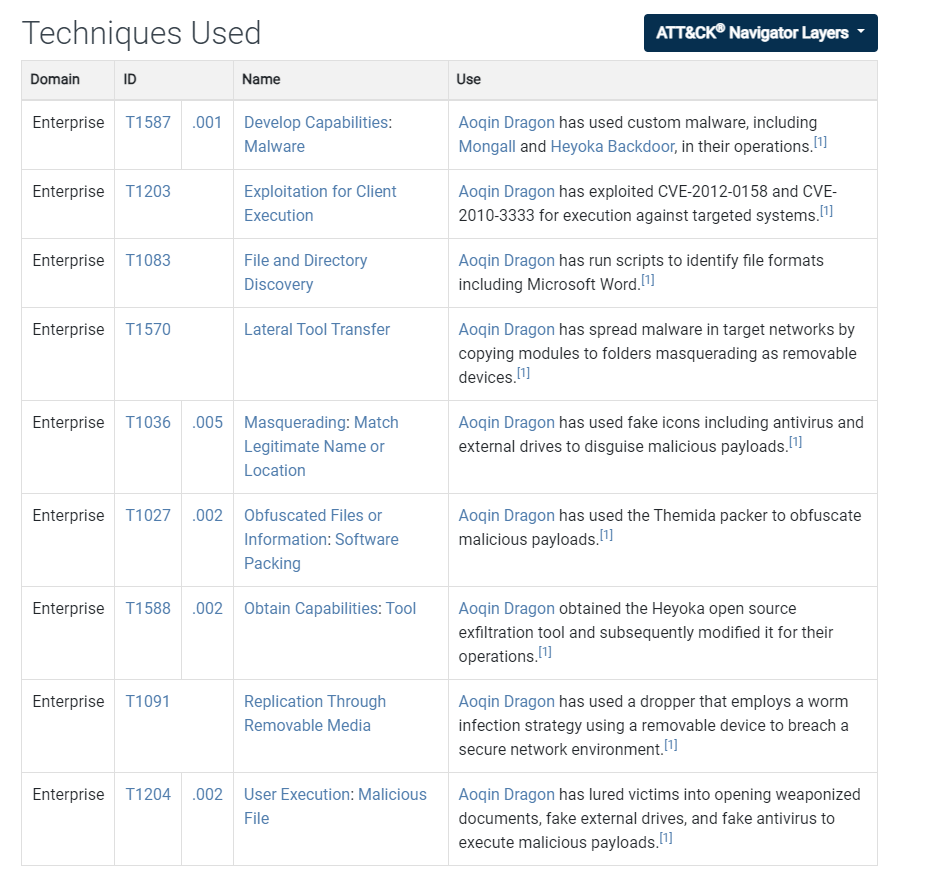 Techniques Used
ATT&CK® Navigator Layers
Domain ID Name Use
Enterprise T1587 .001 Develop Capabilities: Aoqin Dragon has used custom malware, including
Malware Mongall and Heyoka Backdoor, in their operations.[1]
Enterprise T1203 Exploitation for Client Aoqin Dragon has exploited CVE-2012-0158 and CVE-
Execution 2010-3333 for execution against targeted systems.[1]
Enterprise T1083 File and Directory Aoqin Dragon has run scripts to identify file formats
Discovery including Microsoft Word.[1]
Enterprise T1570 Lateral Tool Transfer Aoqin Dragon has spread malware in target networks by
copying modules to folders masquerading as removable
devices.[1]
Enterprise T1036 .005 Masquerading: Match Aoqin Dragon has used fake icons including antivirus and
Legitimate Name or external drives to disguise malicious payloads.[1]
Location
Enterprise T1027 .002 Obfuscated Files or Aoqin Dragon has used the Themida packer to obfuscate
Information: Software malicious payloads.[1]
Packing
Enterprise T1588 .002 Obtain Capabilities: Tool Aoqin Dragon obtained the Heyoka open source
exfiltration tool and subsequently modified it for their
operations.[1]
Enterprise T1091 Replication Through Aoqin Dragon has used a dropper that employs a worm
Removable Media infection strategy using a removable device to breach a
secure network environment.[1]
Enterprise T1204 .002 User Execution: Malicious Aoqin Dragon has lured victims into opening weaponized
File documents, fake external drives, and fake antivirus to
execute malicious payloads.[1]